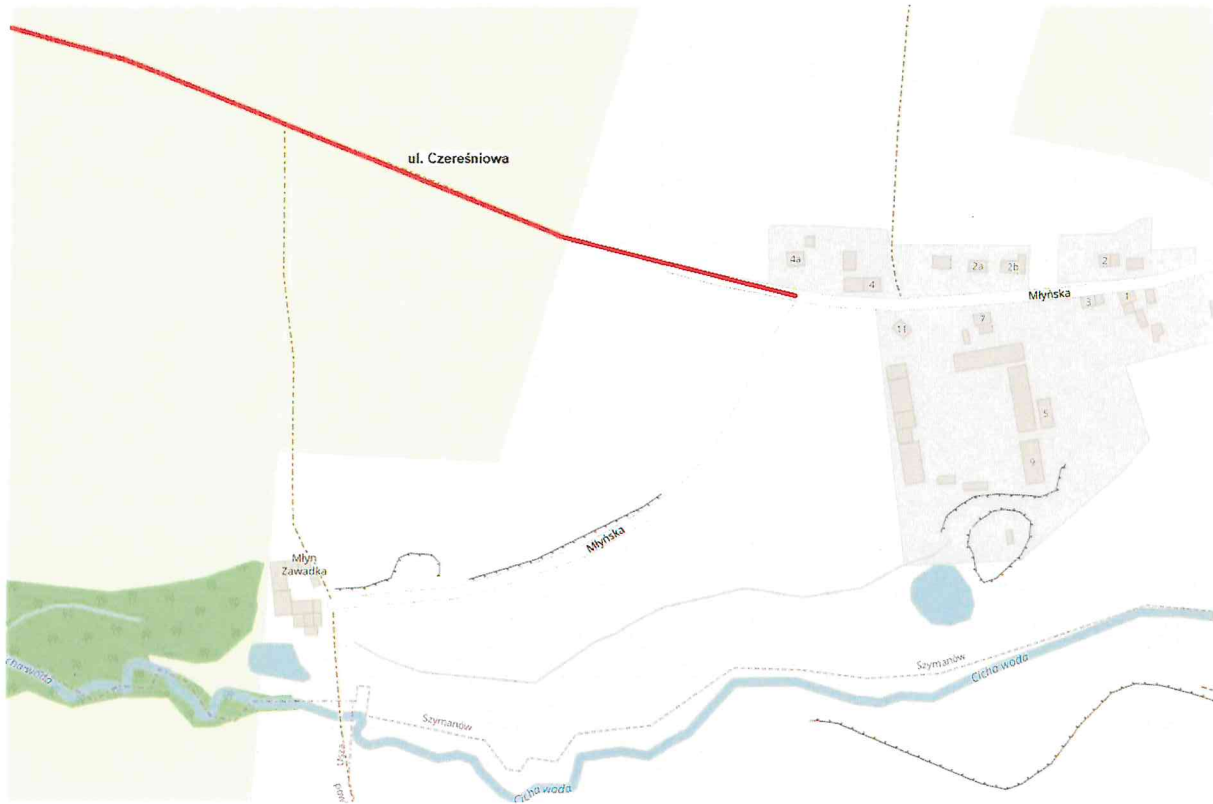 ul. Czereśniowa
4a
4
2a
2b
2
Młyńska
3
1
11
7
5
9
Młyńska
Młyn
Zawadka
Szymanów
Cicha woda
Szymanów
Cicha woda